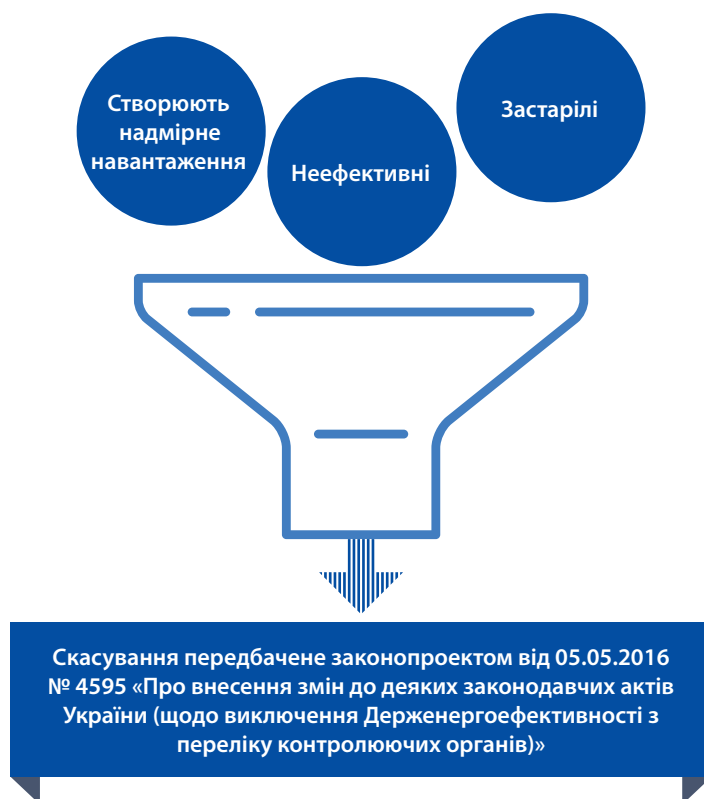 Створюють
надмірне
навантаження
Неефективні
Застарілі
Скасування передбачене законопроектом від 05.05.2016
№ 4595 «Про внесення змін до деяких законодавчих актів
України (щодо виключення Держенергоефективності з
переліку контролюючих органів)»